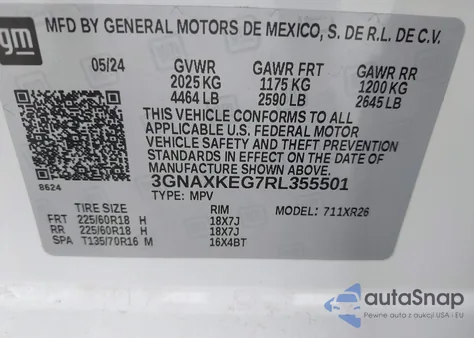 gm
MFD BY GENERAL MOTORS DE MEXICO, S. DE R.L. DE C.V.
05/24 GVWR GAWR FRT GAWR RR
2025 KG 1175 KG 1200 KG
4464 LB 2590 LB 2645 LB
THIS VEHICLE CONFORMS TO ALL
APPLICABLE U.S. FEDERAL MOTOR
VEHICLE SAFETY AND THEFT PREVENTION
STANDARDS IN EFFECT ON THE DATE OF
MANUFACTURE SHOWN ABOVE.
8624 3GNAXKEG7RL355501
TYPE: MPV
TIRE SIZE RIM MODEL: 711XR26
FRT 225/60R18 H 18X7J
RR 225/60R18 H 18X7J
SPA T135/70R16 M 16X4BT
autoSnap
Pewne auta z aukcji USA i EU